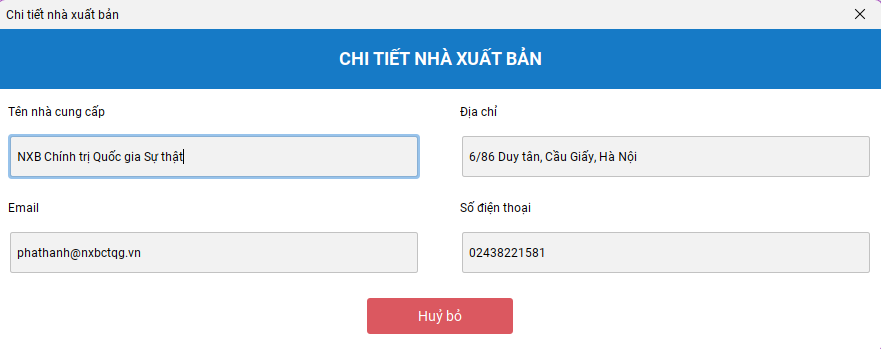 Chi tiết nhà xuất bản
CHI TIẾT NHÀ XUẤT BẢN
Tên nhà cung cấp
Địa chỉ
NXB Chính trị Quốc gia Sự thật
6/86 Duy tân, Cầu Giấy, Hà Nội
Email
Số điện thoại
phathanh@nxbctqg.vn
02438221581
Huỷ bỏ